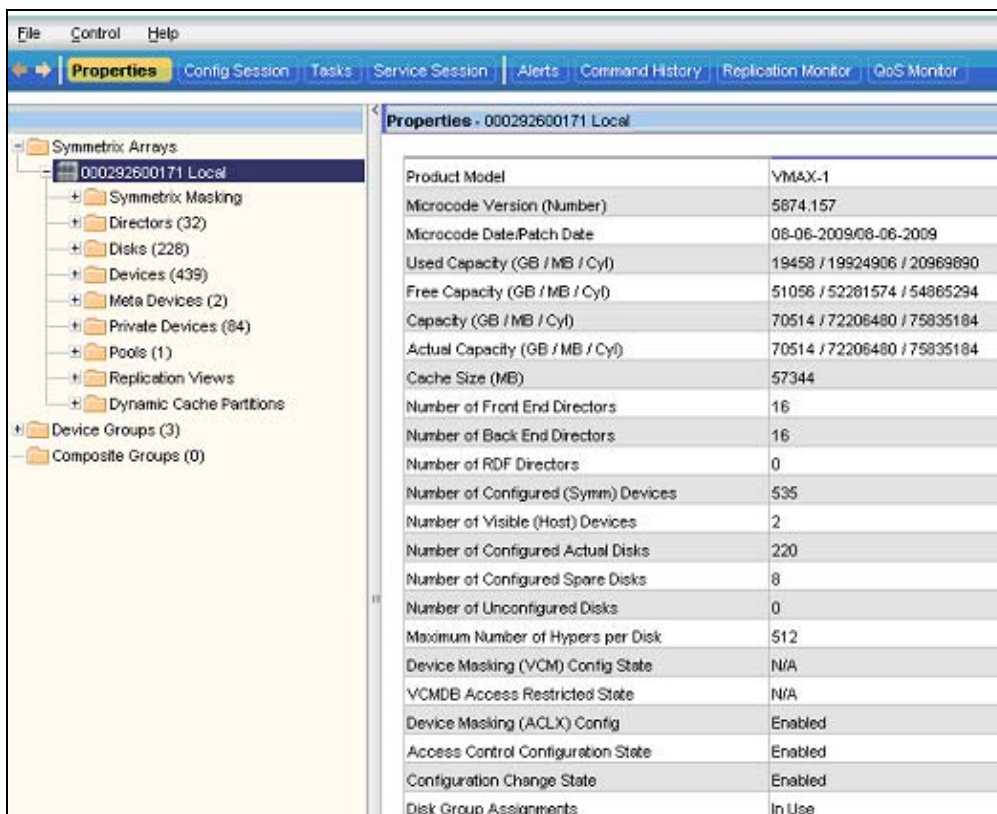 File Control Help
Properties Config Session Tasks Service Session Alerts Command History Replication Monitor QoS Monitor
Symmetrix Arrays
000292600171 Local
Symmetrix Masking
Directors (32)
Disks (228)
Devices (439)
Meta Devices (2)
Private Devices (84)
Pools (1)
Replication Views
Dynamic Cache Partitions
Device Groups (3)
Composite Groups (0)
Properties - 000292600171 Local
Product Model VMAX-1
Microcode Version (Number) 5874.157
Microcode Date/Patch Date 08-06-2009/08-06-2009
Used Capacity (GB / MB / Cyl) 19458 / 19924906 / 20969890
Free Capacity (GB / MB / Cyl) 51056 / 52281574 / 54865294
Capacity (GB / MB / Cyl) 70514 / 72206480 / 75835184
Actual Capacity (GB / MB / Cyl) 70514 / 72206480 / 75835184
Cache Size (MB) 57344
Number of Front End Directors 16
Number of Back End Directors 16
Number of RDF Directors 0
Number of Configured (Symm) Devices 535
Number of Visible (Host) Devices 2
Number of Configured Actual Disks 220
Number of Configured Spare Disks 8
Number of Unconfigured Disks 0
Maximum Number of Hypers per Disk 512
Device Masking (VCM) Config State N/A
VCMDB Access Restricted State N/A
Device Masking (ACLX) Config Enabled
Access Control Configuration State Enabled
Configuration Change State Enabled
Disk Group Assignments In Use